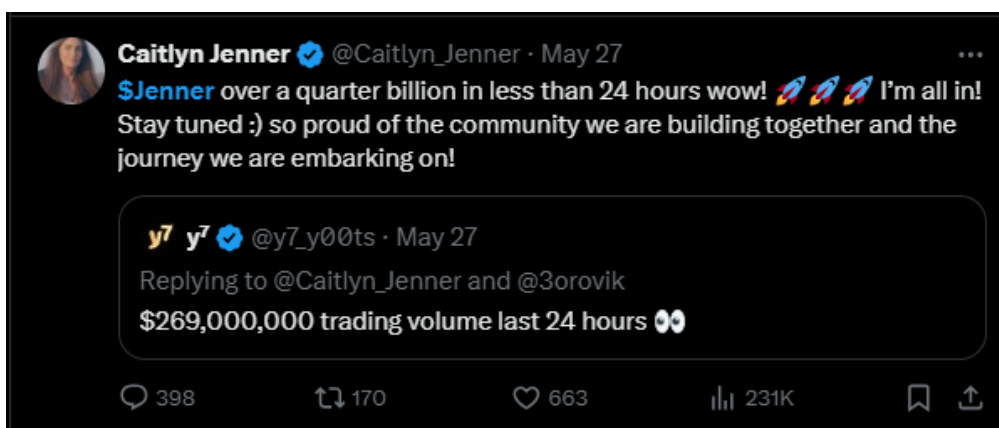 Caitlyn Jenner @Caitlyn_Jenner · May 27
$Jenner over a quarter billion in less than 24 hours wow! 🚀🚀🚀 I'm all in!
Stay tuned :) so proud of the community we are building together and the
journey we are embarking on!
y⁷ y⁷ @y7_y00ts · May 27
Replying to @Caitlyn_Jenner and @3orovik
$269,000,000 trading volume last 24 hours 👀
398 170 663 231K